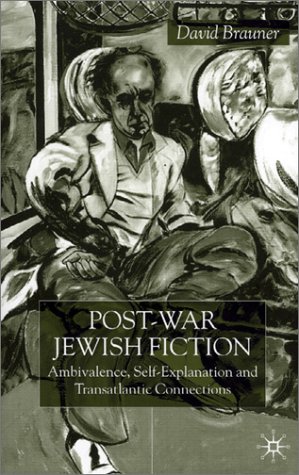 David Brauner
POST-WAR
JEWISH FICTION
Ambivalence, Self-Explanation and
Transatlantic Connections